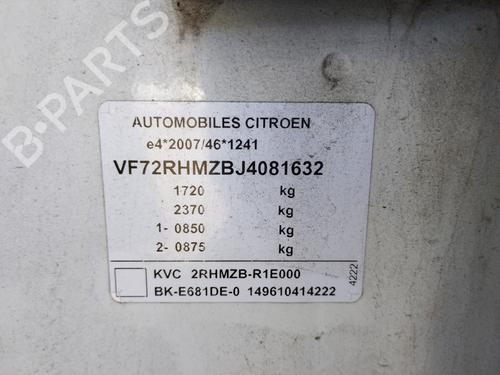 AUTOMOBILES CITROEN
e4*2007/46*1241
VF72RHMZBJ4081632
1720 kg
2370 kg
1- 0850 kg
2- 0875 kg
KVC 2RHMZB-R1E000
BK-E681DE-0 149610414222
4222
B-PARTS